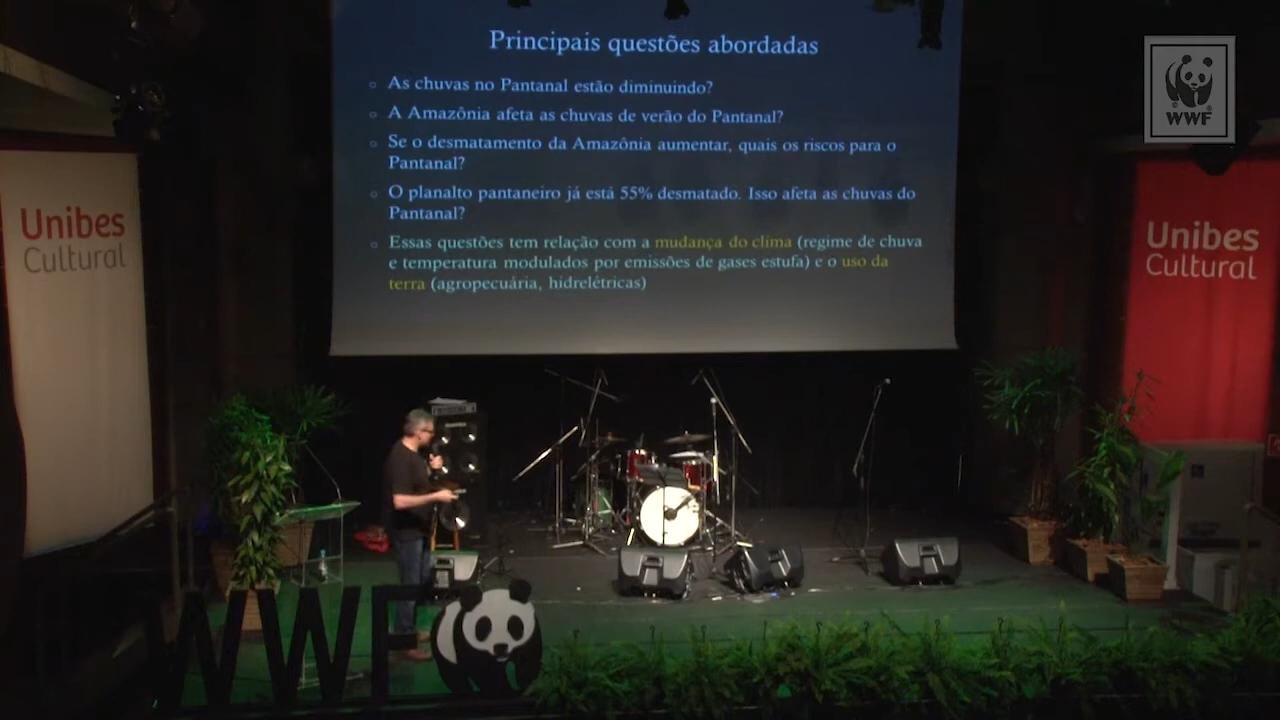 Principais questões abordadas
As chuvas no Pantanal estão diminuindo?
A Amazônia afeta as chuvas de verão do Pantanal?
Se o desmatamento da Amazônia aumentar, quais os riscos para o
Pantanal?
O planalto pantaneiro já está 55% desmatado. Isso afeta as chuvas do
Pantanal?
Essas questões tem relação com a mudança do clima (regime de chuva
e temperatura modulados por emissões de gases estufa) e o uso da
terra (agropecuária, hidrelétricas)
WWF
Unibes
Cultural
Unibes
Cultural
WWF